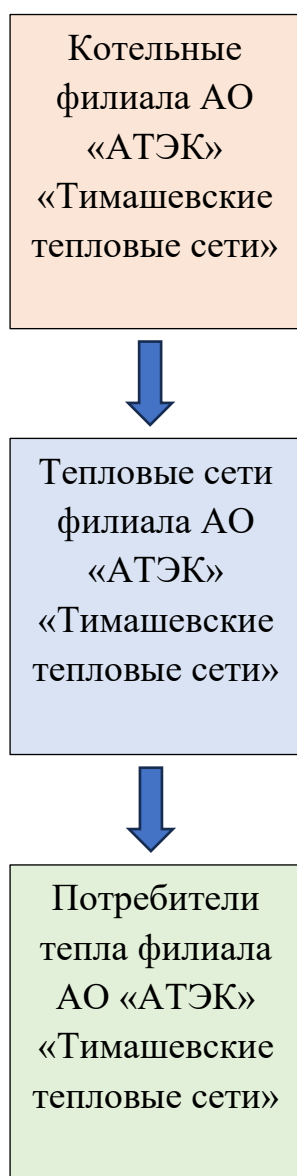 Котельные
филиала АО
«АТЭК»
«Тимашевские
тепловые сети»
Тепловые сети
филиала АО
«АТЭК»
«Тимашевские
тепловые сети»
Потребители
тепла филиала
АО «АТЭК»
«Тимашевские
тепловые сети»